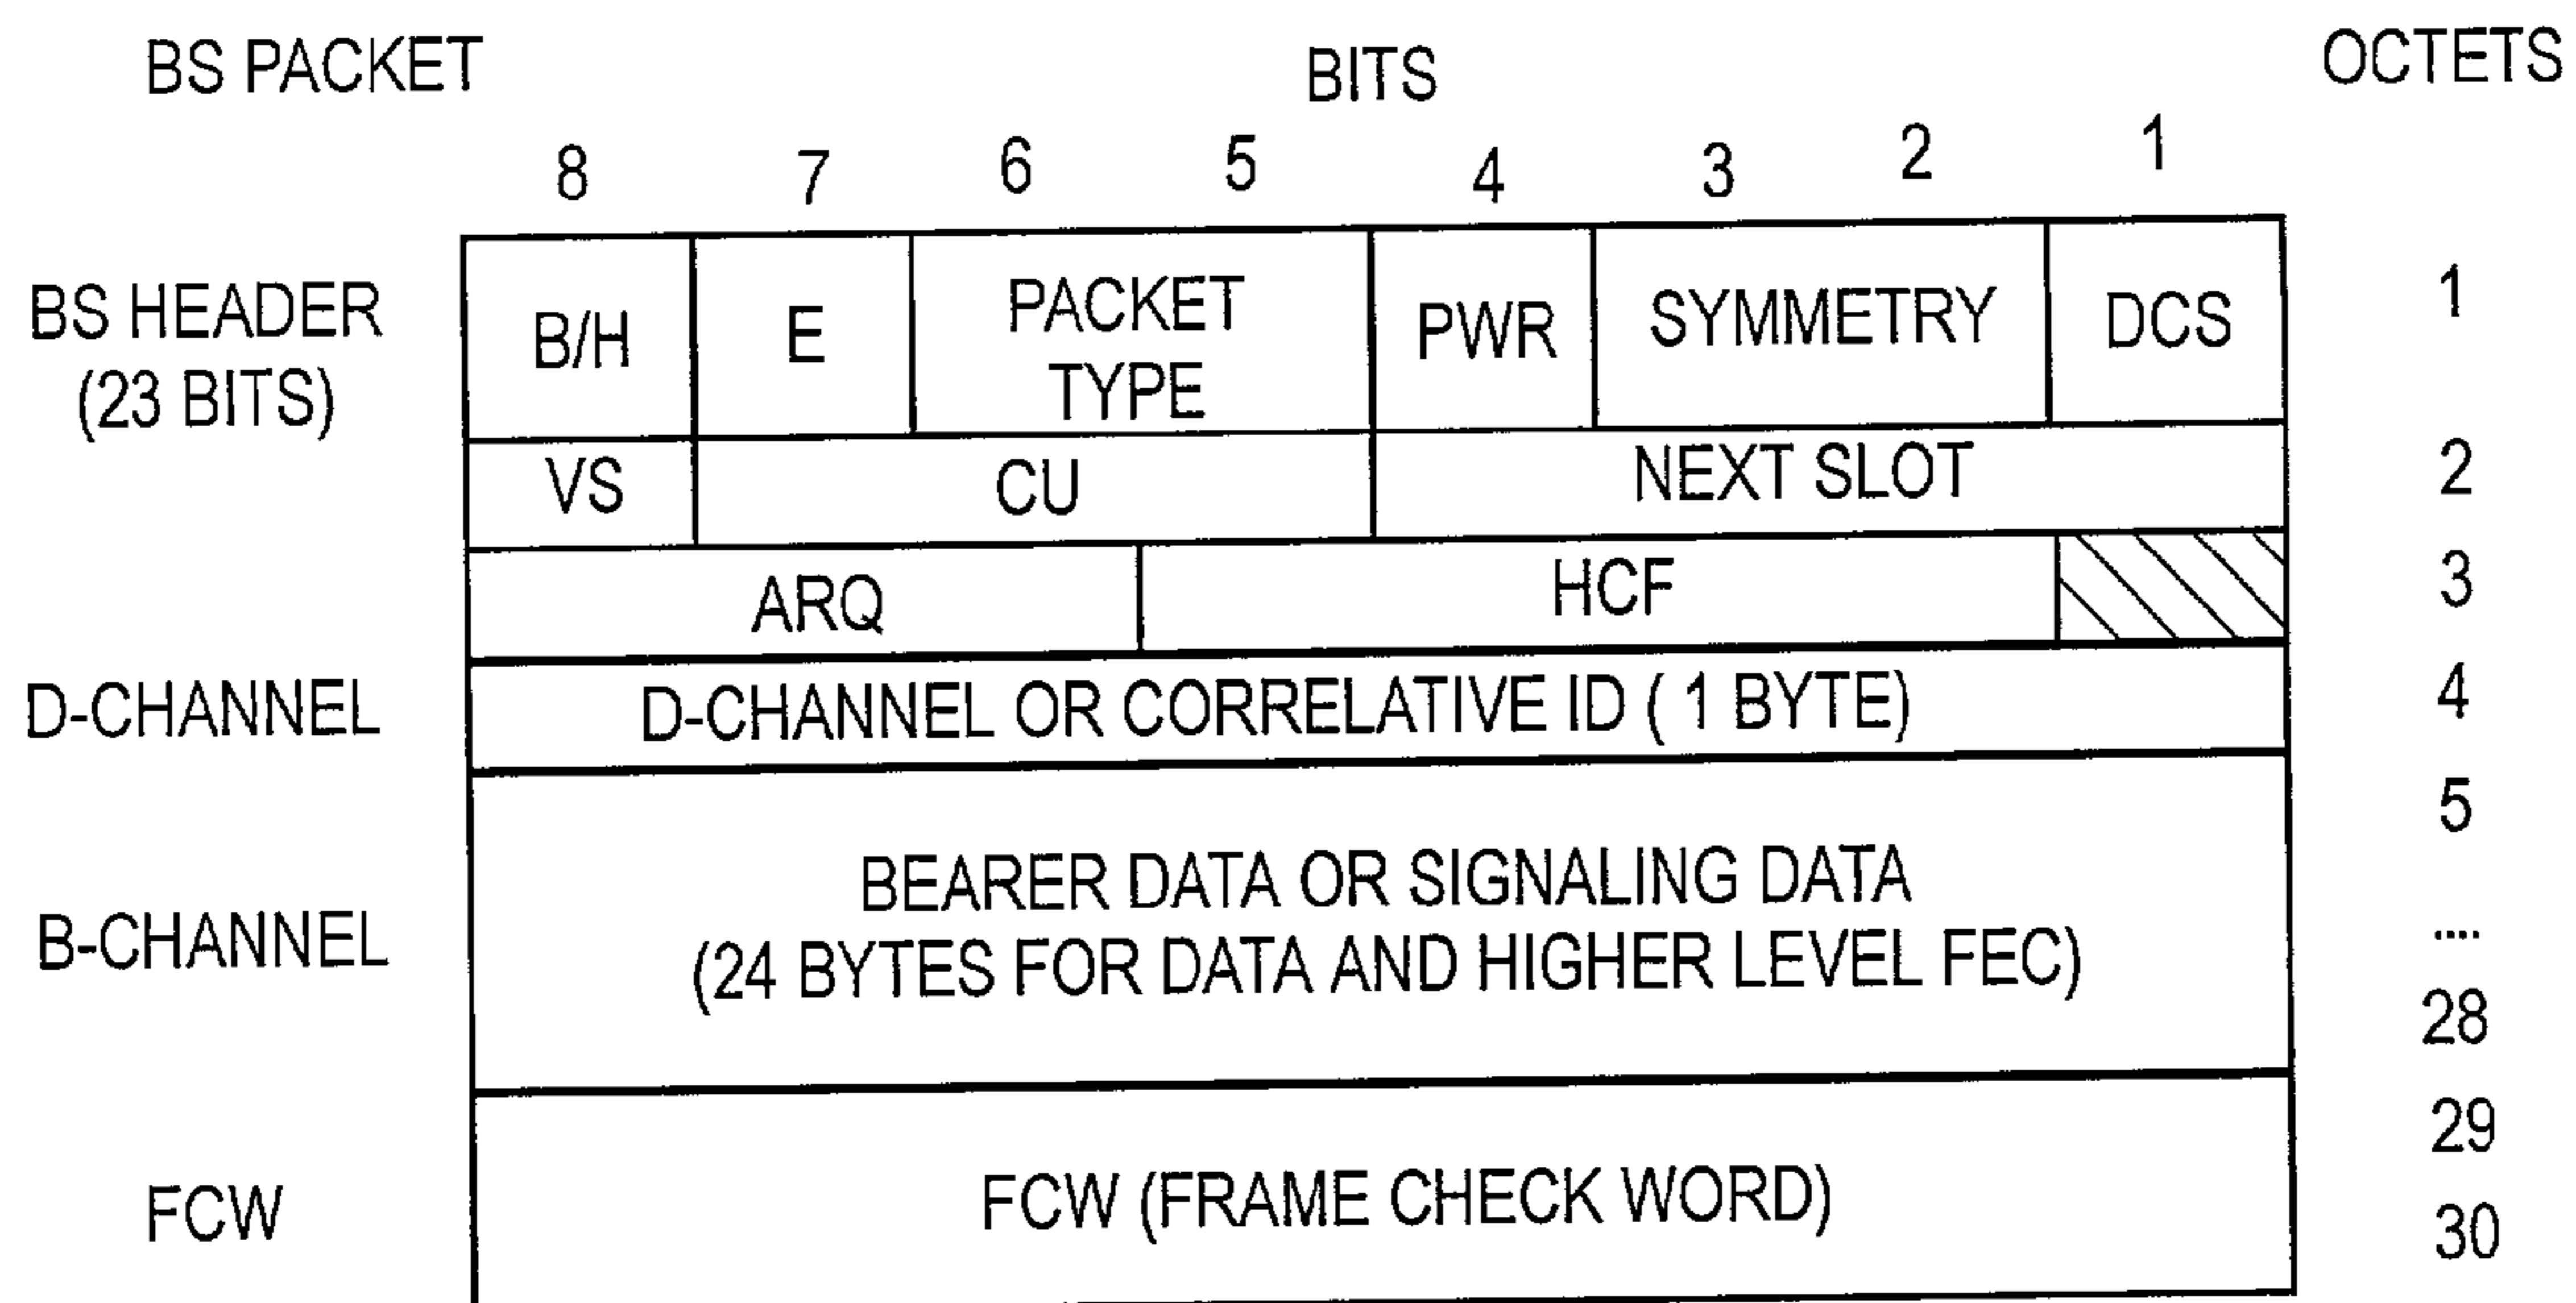 BS PACKET BITS OCTETS
8 7 6 5 4 3 2 1
BS HEADER
(23 BITS)
B/H E PACKET
TYPE PWR SYMMETRY DCS 1
VS CU NEXT SLOT 2
ARQ HCF 3
D-CHANNEL D-CHANNEL OR CORRELATIVE ID ( 1 BYTE) 4
B-CHANNEL BEARER DATA OR SIGNALING DATA
(24 BYTES FOR DATA AND HIGHER LEVEL FEC)
5
....
28
FCW FCW (FRAME CHECK WORD)
29
30